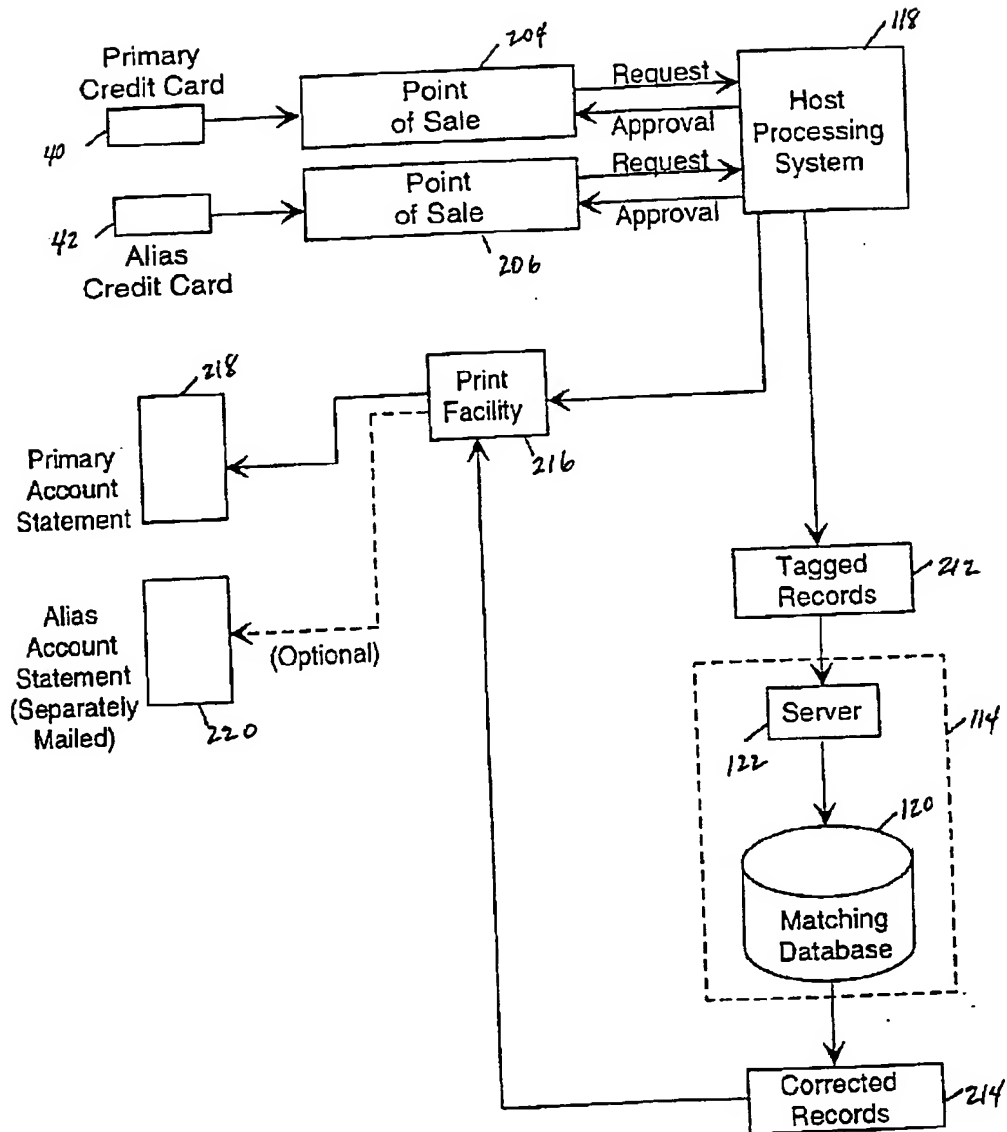 Primary
Credit Card
40
204
Point
of Sale
Request
Approval
118
Host
Processing
System
42
Alias
Credit Card
Point
of Sale
206
Request
Approval
218
Primary
Account
Statement
Print
Facility
216
Alias
Account
Statement
(Separately
Mailed)
220
(Optional)
Tagged
Records
212
Server
122
114
120
Matching
Database
Corrected
Records
214